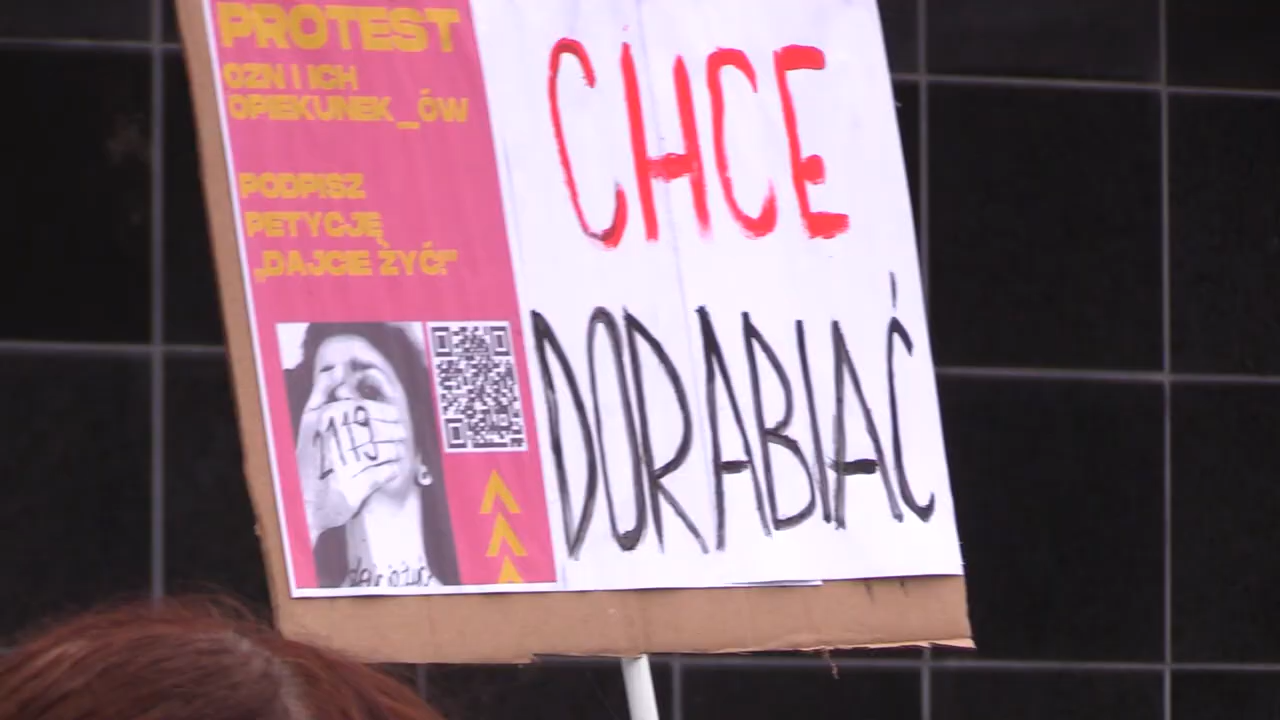 PROTEST
OZN I ICH
OPIEKUNEK_ÓW
PODPISZ
PETYCJĘ
„DAJCIE ŻYĆ!"
2119
CHCE
DORABIAĆ